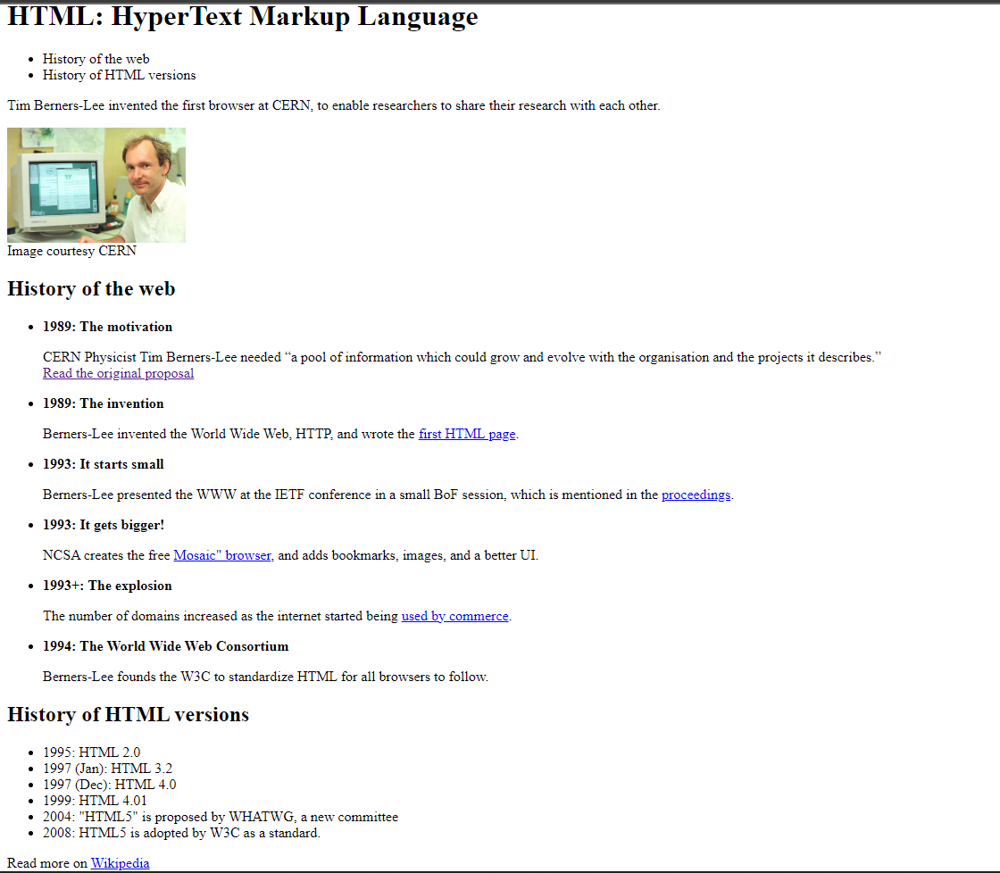 HTML: HyperText Markup Language
History of the web
History of HTML versions
Tim Berners-Lee invented the first browser at CERN, to enable researchers to share their research with each other.
Image courtesy CERN
History of the web
1989: The motivation
CERN Physicist Tim Berners-Lee needed “a pool of information which could grow and evolve with the organisation and the projects it describes.”
Read the original proposal
1989: The invention
Berners-Lee invented the World Wide Web, HTTP, and wrote the first HTML page.
1993: It starts small
Berners-Lee presented the WWW at the IETF conference in a small BoF session, which is mentioned in the proceedings.
1993: It gets bigger!
NCSA creates the free Mosaic" browser, and adds bookmarks, images, and a better UI.
1993+: The explosion
The number of domains increased as the internet started being used by commerce.
1994: The World Wide Web Consortium
Berners-Lee founds the W3C to standardize HTML for all browsers to follow.
History of HTML versions
1995: HTML 2.0
1997 (Jan): HTML 3.2
1997 (Dec): HTML 4.0
1999: HTML 4.01
2004: "HTML5" is proposed by WHATWG, a new committee
2008: HTML5 is adopted by W3C as a standard.
Read more on Wikipedia